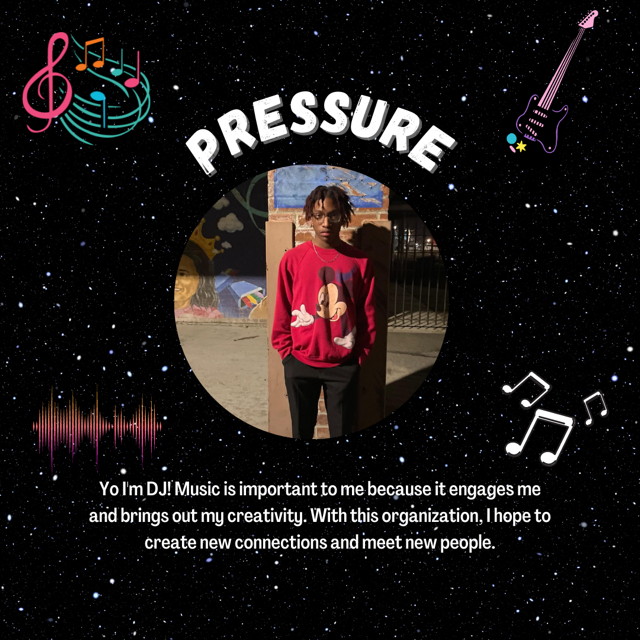 PRESSURE
Yo I'm DJ! Music is important to me because it engages me
and brings out my creativity. With this organization, I hope to
create new connections and meet new people.